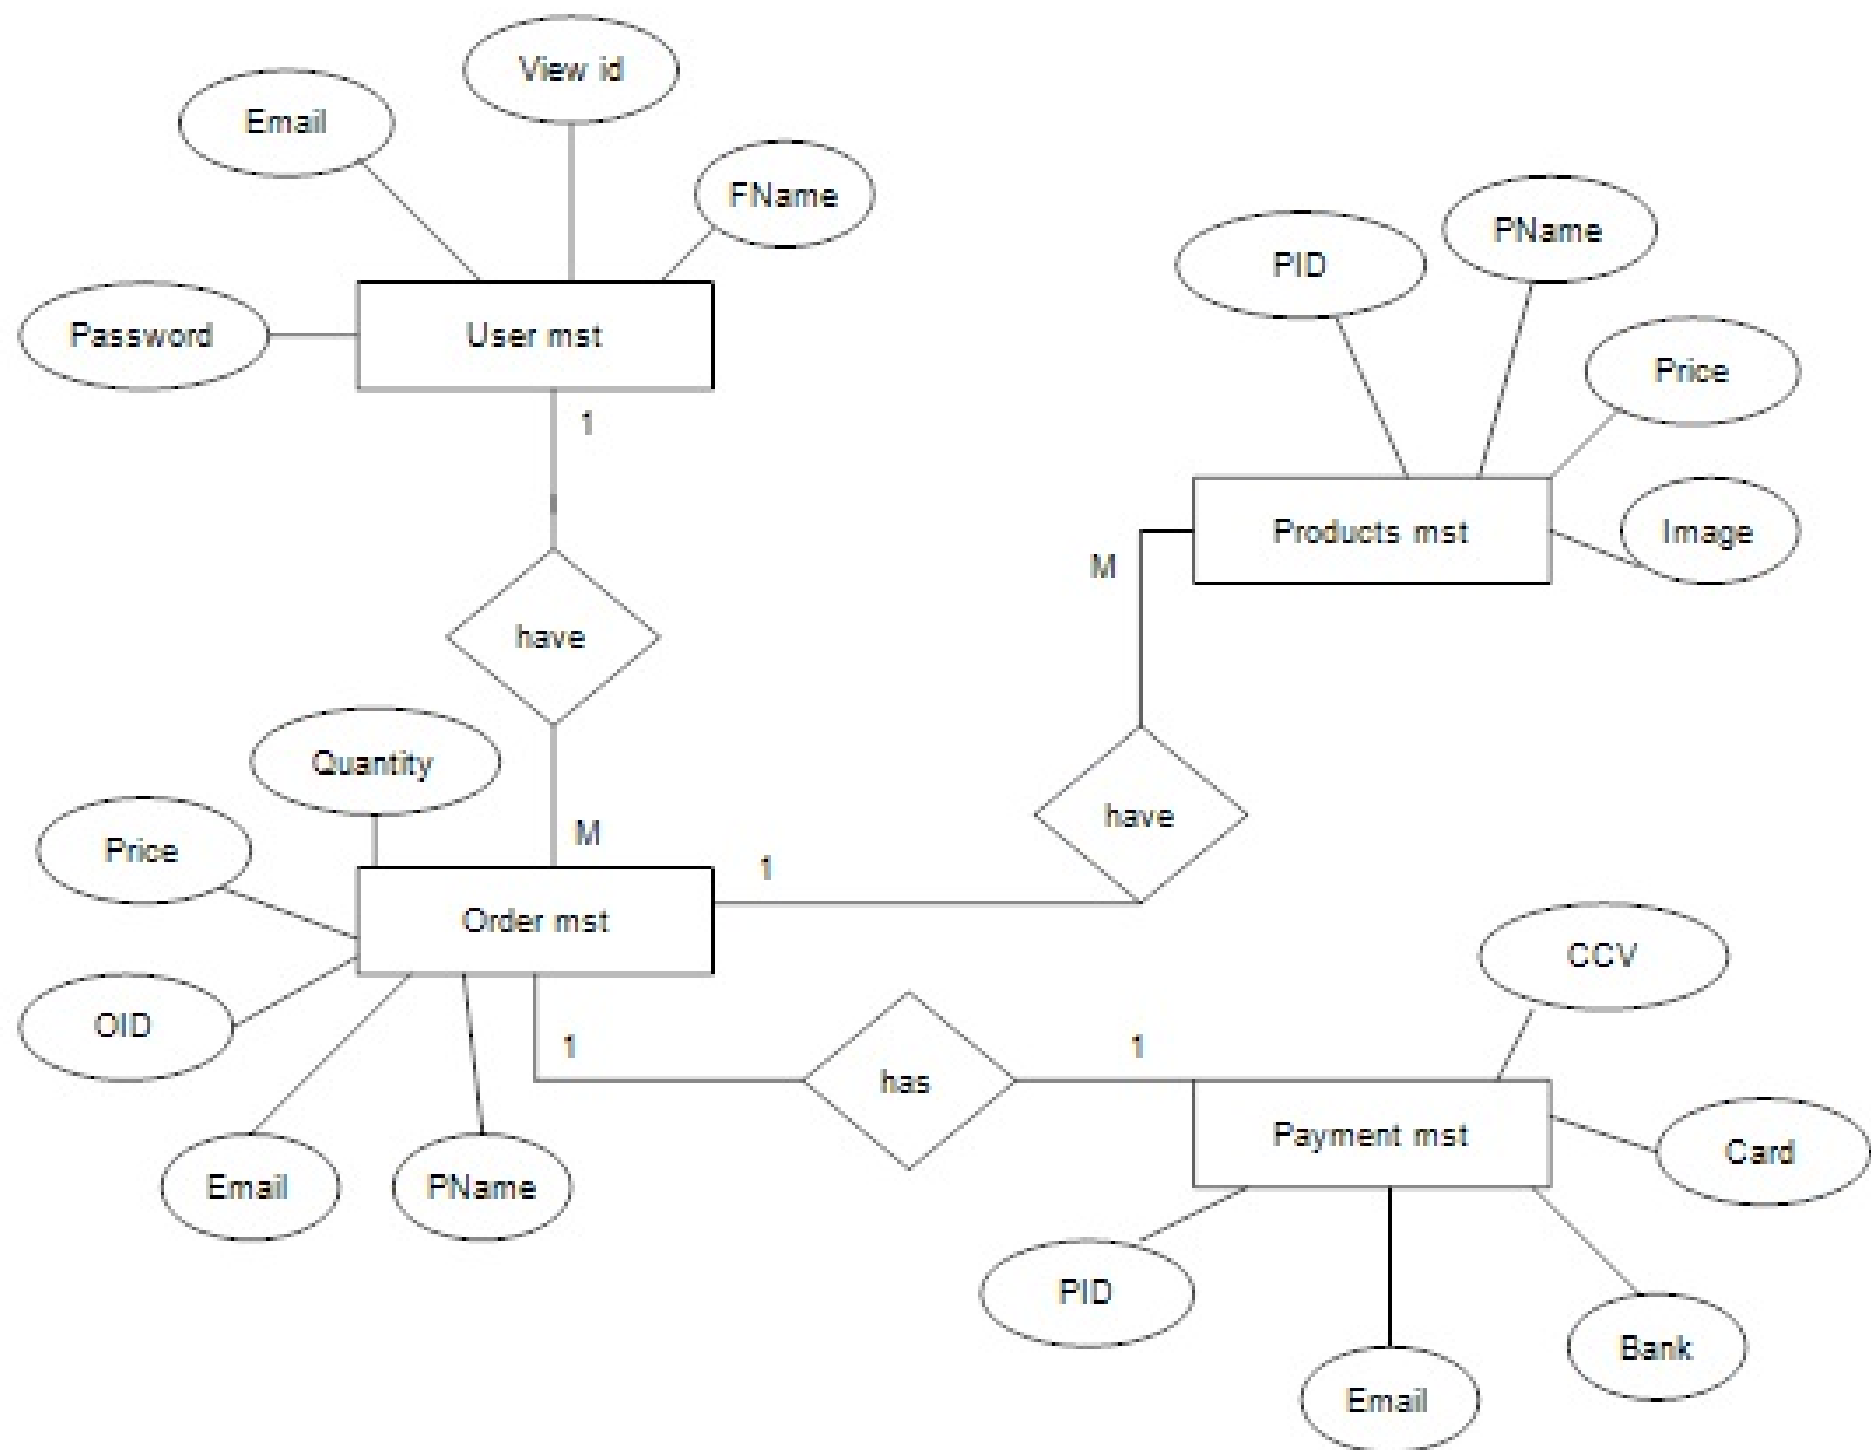 View id
Email
FName
PName
PID
Password
User mst
Price
1
Products mst
Image
M
have
Quantity
have
M
Price
1
Order mst
CCV
OID
1
1
has
Payment mst
Card
Email
PName
PID
Bank
Email